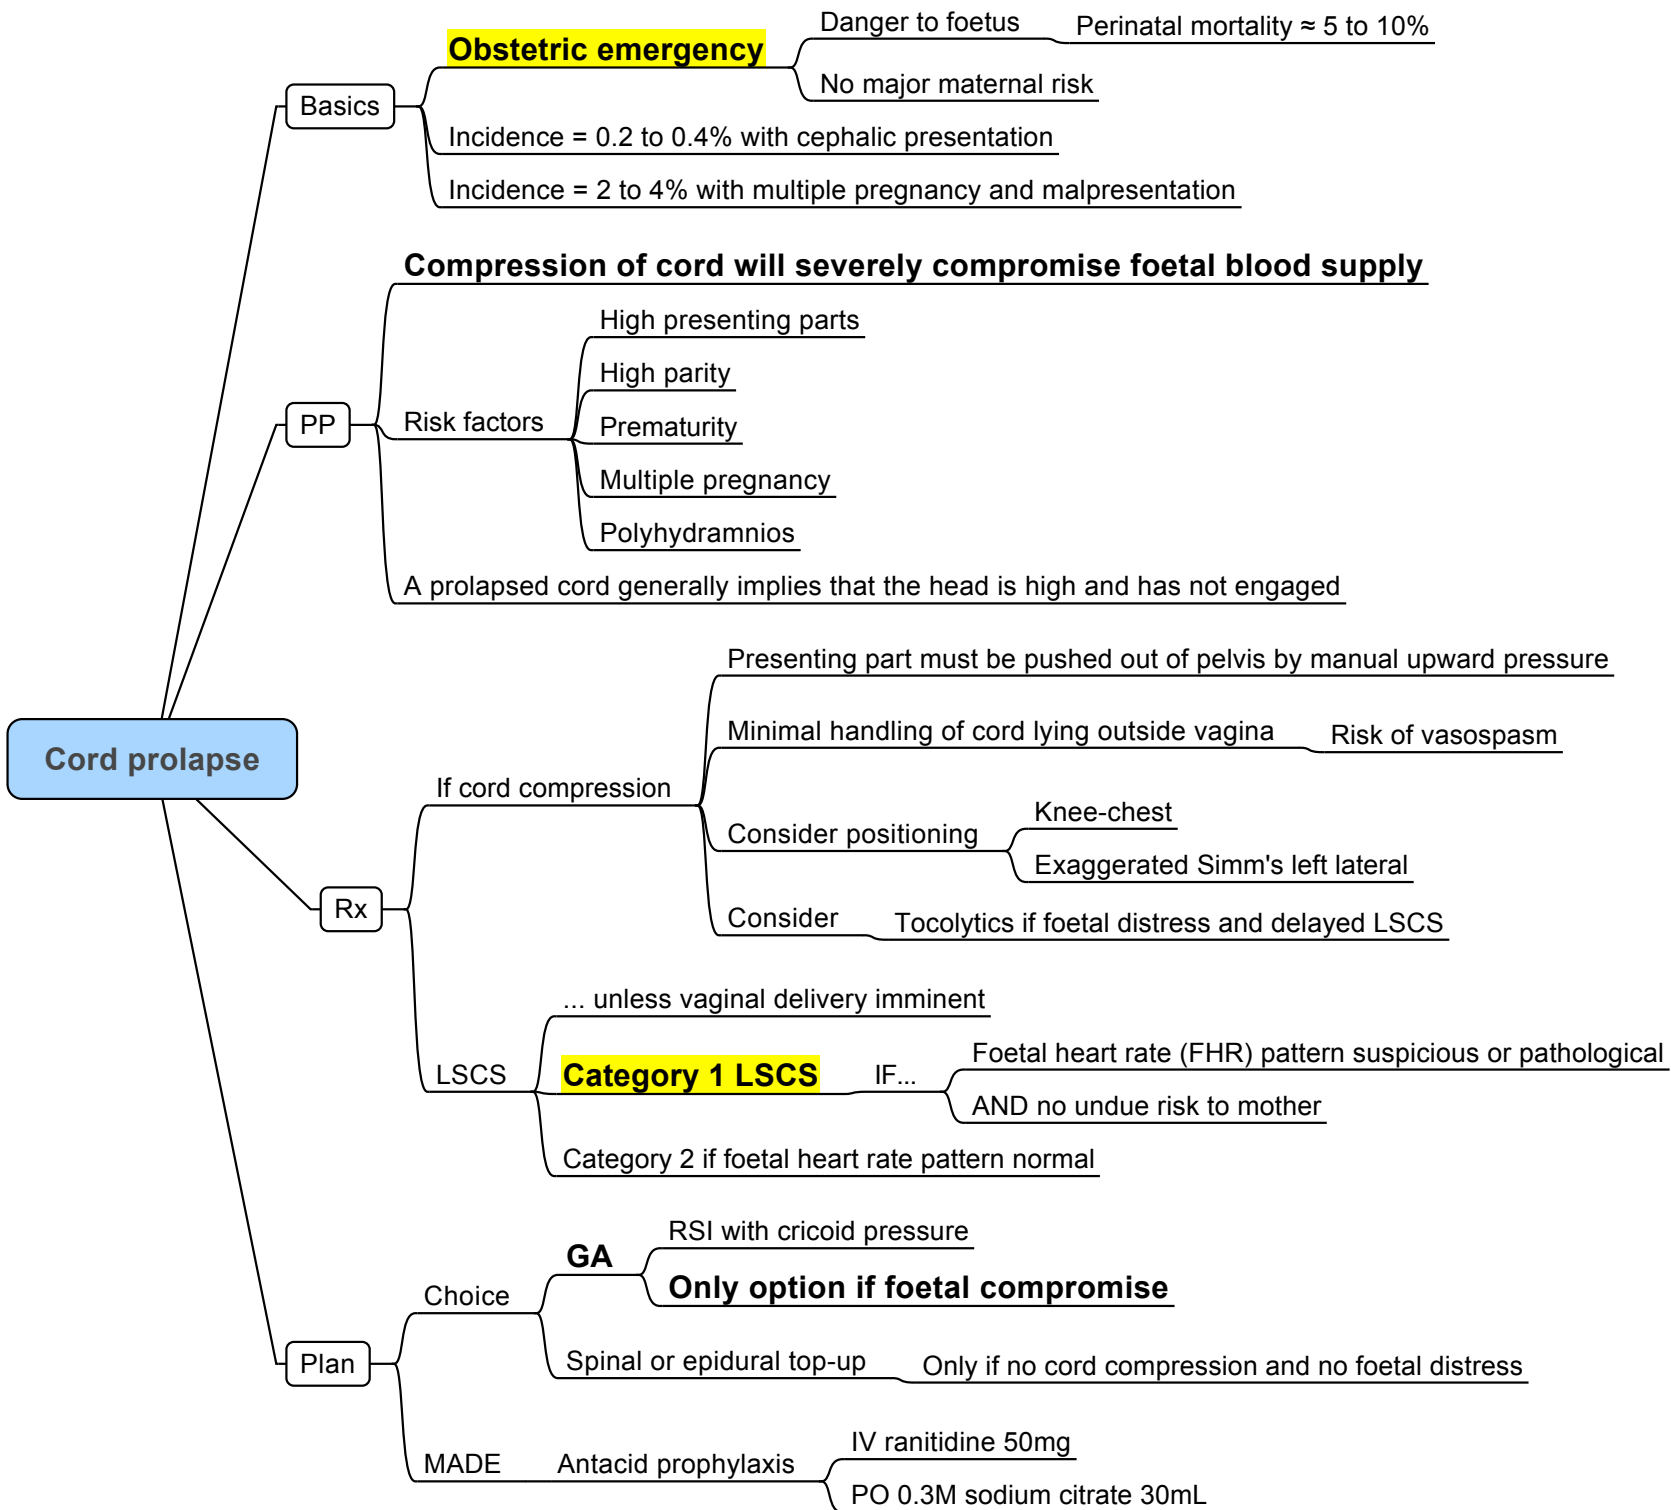 Cord prolapse
Basics
Obstetric emergency
Danger to foetus
Perinatal mortality ≈ 5 to 10%
No major maternal risk
Incidence = 0.2 to 0.4% with cephalic presentation
Incidence = 2 to 4% with multiple pregnancy and malpresentation
PP
Compression of cord will severely compromise foetal blood supply
Risk factors
High presenting parts
High parity
Prematurity
Multiple pregnancy
Polyhydramnios
A prolapsed cord generally implies that the head is high and has not engaged
Rx
If cord compression
Presenting part must be pushed out of pelvis by manual upward pressure
Minimal handling of cord lying outside vagina
Risk of vasospasm
Consider positioning
Knee-chest
Exaggerated Simm's left lateral
Consider
Tocolytics if foetal distress and delayed LSCS
LSCS
... unless vaginal delivery imminent
Category 1 LSCS
IF...
Foetal heart rate (FHR) pattern suspicious or pathological
AND no undue risk to mother
Category 2 if foetal heart rate pattern normal
Plan
Choice
GA
RSI with cricoid pressure
Only option if foetal compromise
Spinal or epidural top-up
Only if no cord compression and no foetal distress
MADE
Antacid prophylaxis
IV ranitidine 50mg
PO 0.3M sodium citrate 30mL